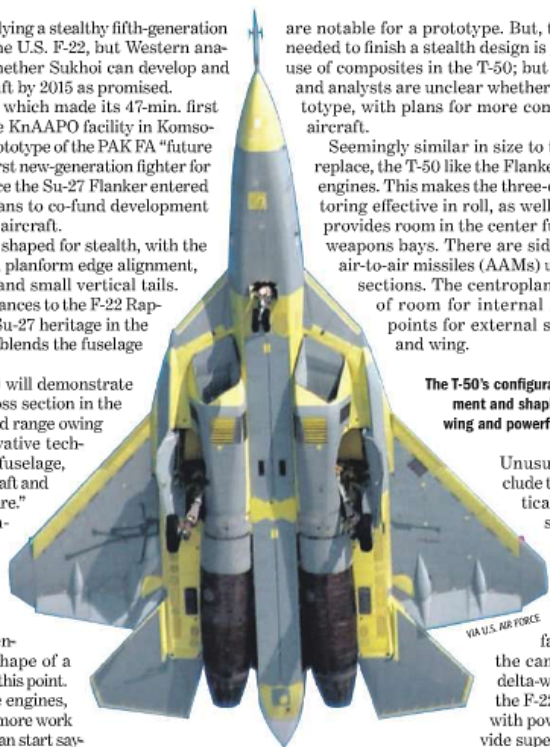 lying a stealthy fifth-generation
ne U.S. F-22, but Western ana-
hether Sukhoi can develop and
ft by 2015 as promised.
which made its 47-min. first
e KnAAPO facility in Komso-
ototype of the PAK FA “future
rst new-generation fighter for
ce the Su-27 Flanker entered
ans to co-fund development
aircraft.
shaped for stealth, with the
planform edge alignment,
and small vertical tails.
ances to the F-22 Rap-
Su-27 heritage in the
blends the fuselage
will demonstrate
oss section in the
d range owing
vative tech-
fuselage,
aft and
re.”
n-
en-
hape of a
this point.
e engines,
more work
an start say-
are notable for a prototype. But, t
needed to finish a stealth design is
use of composites in the T-50; but
and analysts are unclear whether
totype, with plans for more con
aircraft.
Seemingly similar in size to t
replace, the T-50 like the Flanke
engines. This makes the three-d
toring effective in roll, as well
provides room in the center fu
weapons bays. There are sid
air-to-air missiles (AAMs) u
sections. The centroplan
of room for internal
points for external s
and wing.
The T-50’s configura
ment and shapi
wing and powerf
Unusu
clude t
tica
s
VIA U.S. AIR FORCE
fa
the can
delta-w
the F-22
with pov
vide supe